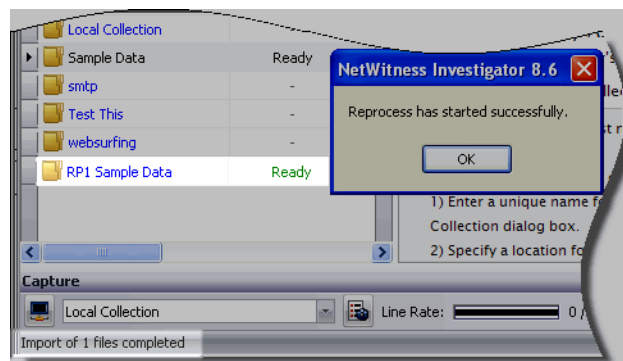 Local Collection
Sample Data Ready
smtp -
Test This -
websurfing -
RP1 Sample Data Ready
NetWitness Investigator 8.6
Reprocess has started successfully.
OK
1) Enter a unique name f
Collection dialog box.
2) Specify a location fo
Capture
Local Collection Line Rate: 0 /
Import of 1 files completed